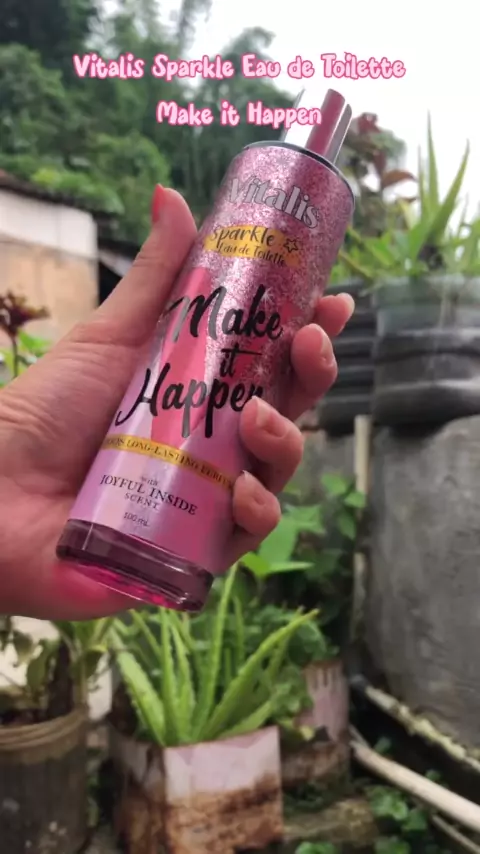 Vitalis Sparkle Eau de Toilette
Make it Happen
Vitalis
Sparkle
Eau de Toilette
Make
it
Happen
LONG-LASTING
WITH
JOYFUL INSIDE
SCENT
100 mL